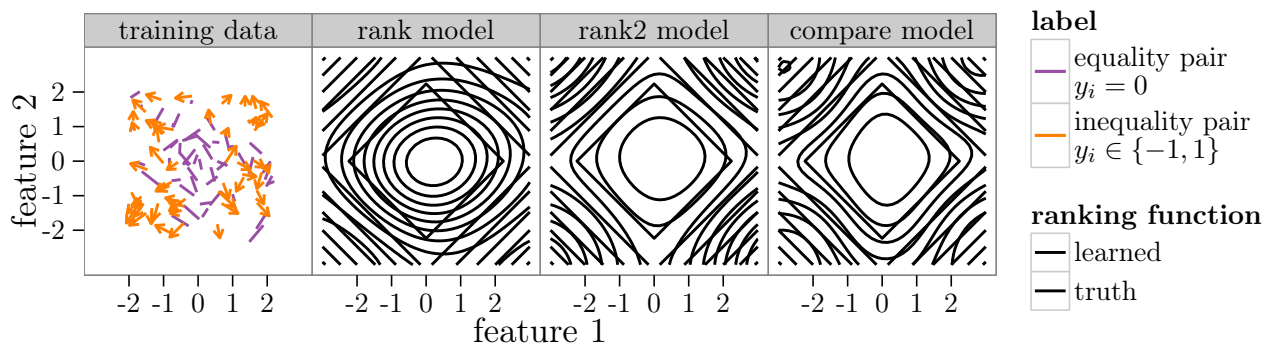 training data
rank model
rank2 model
compare model
feature 2
2
1
0
-1
-2
-2 -1 0 1 2
-2 -1 0 1 2
-2 -1 0 1 2
-2 -1 0 1 2
feature 1
label
equality pair
y_i = 0
inequality pair
y_i ∈ {−1, 1}
ranking function
learned
truth